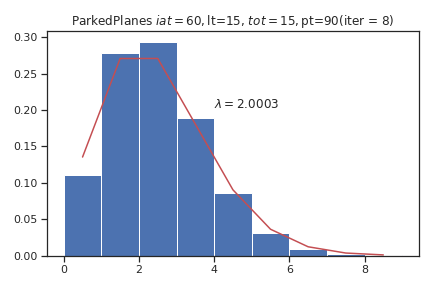 ParkedPlanes iat = 60, lt=15, tot = 15, pt=90(iter = 8)
0.30
0.25
0.20
λ = 2.0003
0.15
0.10
0.05
0.00
0 2 4 6 8